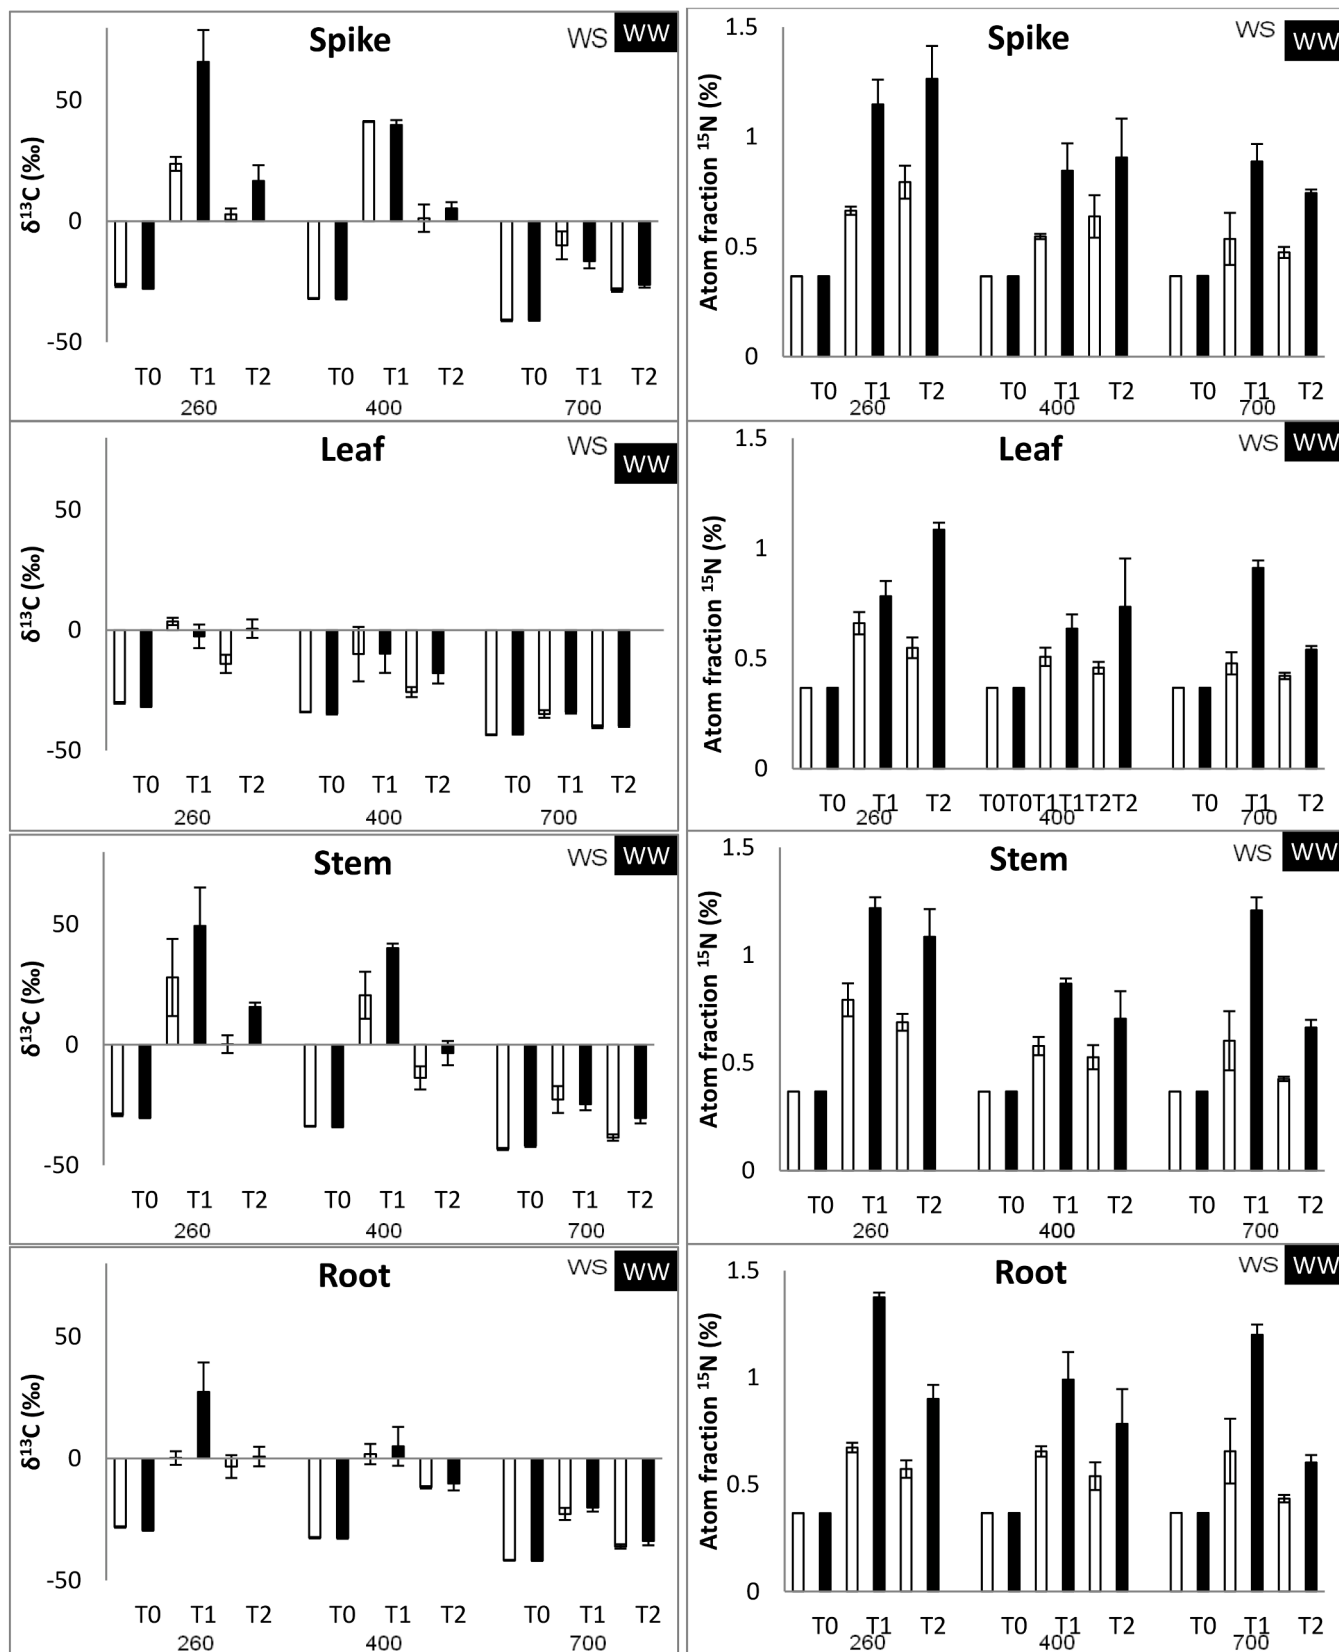 Spike
WS WW
50
0
-50
δ¹³C (‰)
T0 T1 T2 T0 T1 T2 T0 T1 T2
260 400 700
Spike
WS WW
1.5
1
0.5
0
Atom fraction ¹⁵N (%)
T0 T1 T2 T0 T1 T2 T0 T1 T2
260 400 700
Leaf
WS WW
50
0
-50
δ¹³C (‰)
T0 T1 T2 T0 T1 T2 T0 T1 T2
260 400 700
Leaf
WS WW
1.5
1
0.5
0
Atom fraction ¹⁵N (%)
T0 T1 T2 T0T0T1T1T2T2 T0 T1 T2
260 400 700
Stem
WS WW
50
0
-50
δ¹³C (‰)
T0 T1 T2 T0 T1 T2 T0 T1 T2
260 400 700
Stem
WS WW
1.5
1
0.5
0
Atom fraction ¹⁵N (%)
T0 T1 T2 T0 T1 T2 T0 T1 T2
260 400 700
Root
WS WW
50
0
-50
δ¹³C (‰)
T0 T1 T2 T0 T1 T2 T0 T1 T2
260 400 700
Root
WS WW
1.5
1
0.5
0
Atom fraction ¹⁵N (%)
T0 T1 T2 T0 T1 T2 T0 T1 T2
260 400 700